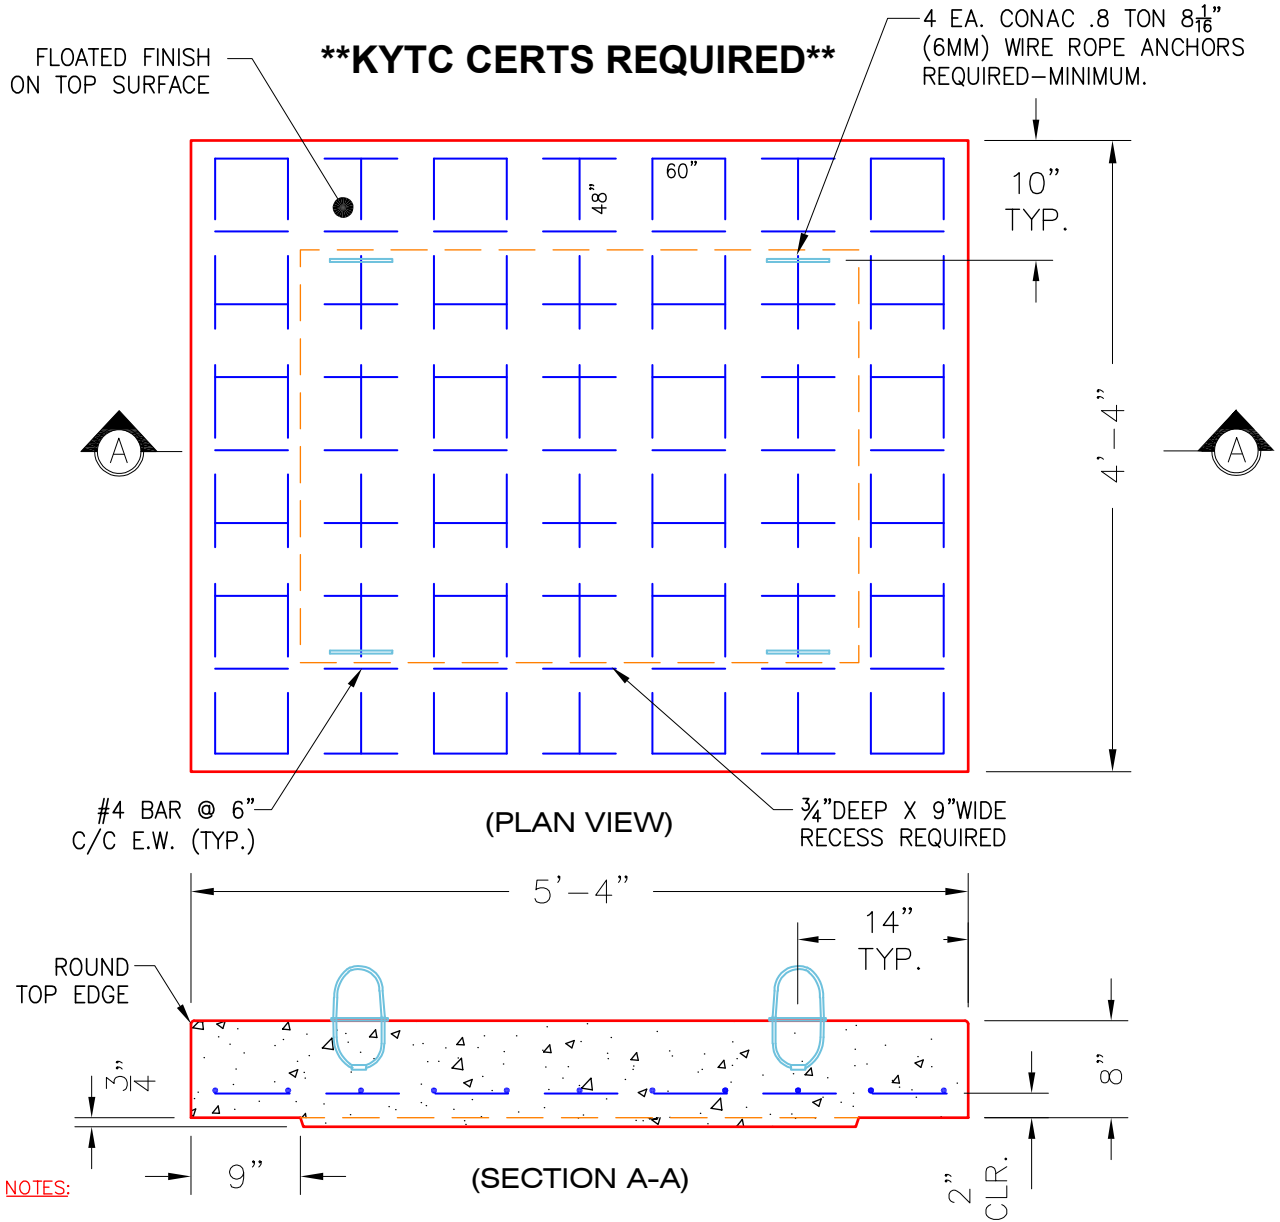 FLOATED FINISH
ON TOP SURFACE
**KYTC CERTS REQUIRED**
4 EA. CONAC .8 TON 8 1/16"
(6MM) WIRE ROPE ANCHORS
REQUIRED-MINIMUM.
60"
48"
10"
TYP.
4'-4"
A
A
#4 BAR @ 6"
C/C E.W. (TYP.)
(PLAN VIEW)
3/4"DEEP X 9"WIDE
RECESS REQUIRED
5'-4"
14"
TYP.
ROUND
TOP EDGE
3/4"
8"
9"
(SECTION A-A)
2"
CLR.
NOTES: